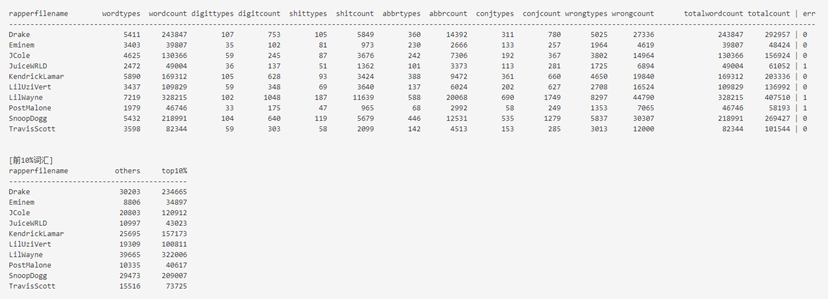 rapperfilename wordtypes wordcount digittypes digitcount shittypes shitcount abbrtypes abbrcount conjtypes conjcount wrongtypes wrongcount totalwordcount totalcount | err
Drake 5411 243847 107 753 105 5849 360 14392 311 780 5025 27336 243847 292957 | 0
Eminem 3403 39807 35 102 81 973 230 2666 133 257 1964 4619 39807 48424 | 0
JCole 4625 130366 59 245 87 3676 242 7306 192 367 3802 14964 130366 156924 | 0
JuiceWRLD 2472 49004 36 137 51 1362 101 3373 113 281 1725 6894 49004 61052 | 1
KendrickLamar 5890 169312 105 628 93 3424 388 9472 361 660 4650 19840 169312 203336 | 0
LilUziVert 3437 109829 59 348 69 3640 137 6024 202 627 2708 16524 109829 136992 | 0
LilWayne 7219 328215 102 1048 187 11639 588 20068 690 1749 8297 44790 328215 407510 | 1
PostMalone 1979 46746 33 175 47 965 68 2992 58 249 1353 7065 46746 58193 | 1
SnoopDogg 5432 218991 104 640 119 5679 446 12531 535 1279 5837 30307 218991 269427 | 0
TravisScott 3598 82344 59 303 58 2099 142 4513 153 285 3013 12000 82344 101544 | 0
[前10%词汇]
rapperfilename others top10%
Drake 30203 234665
Eminem 8806 34897
JCole 20803 120912
JuiceWRLD 10997 43023
KendrickLamar 25695 157173
LilUziVert 19309 100811
LilWayne 39665 322006
PostMalone 10335 40617
SnoopDogg 29473 209007
TravisScott 15516 73725